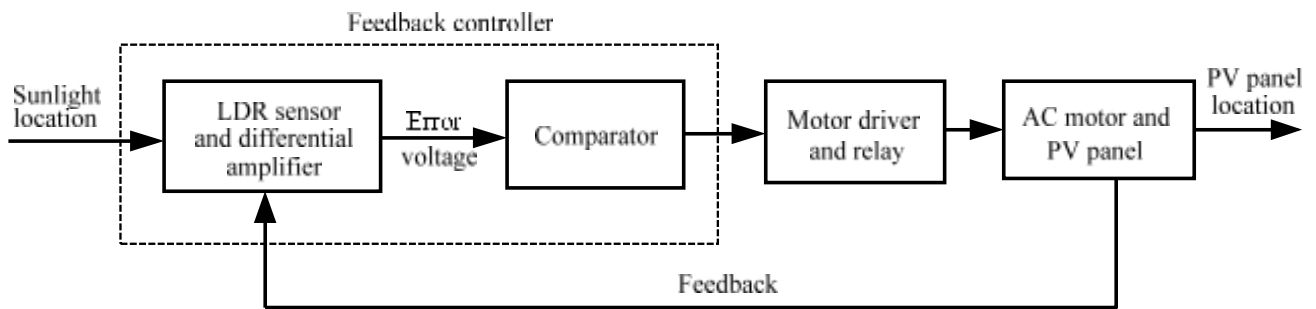 Feedback controller
Sunlight
location
LDR sensor
and differential
amplifier
Error
voltage
Comparator
Motor driver
and relay
AC motor and
PV panel
PV panel
location
Feedback